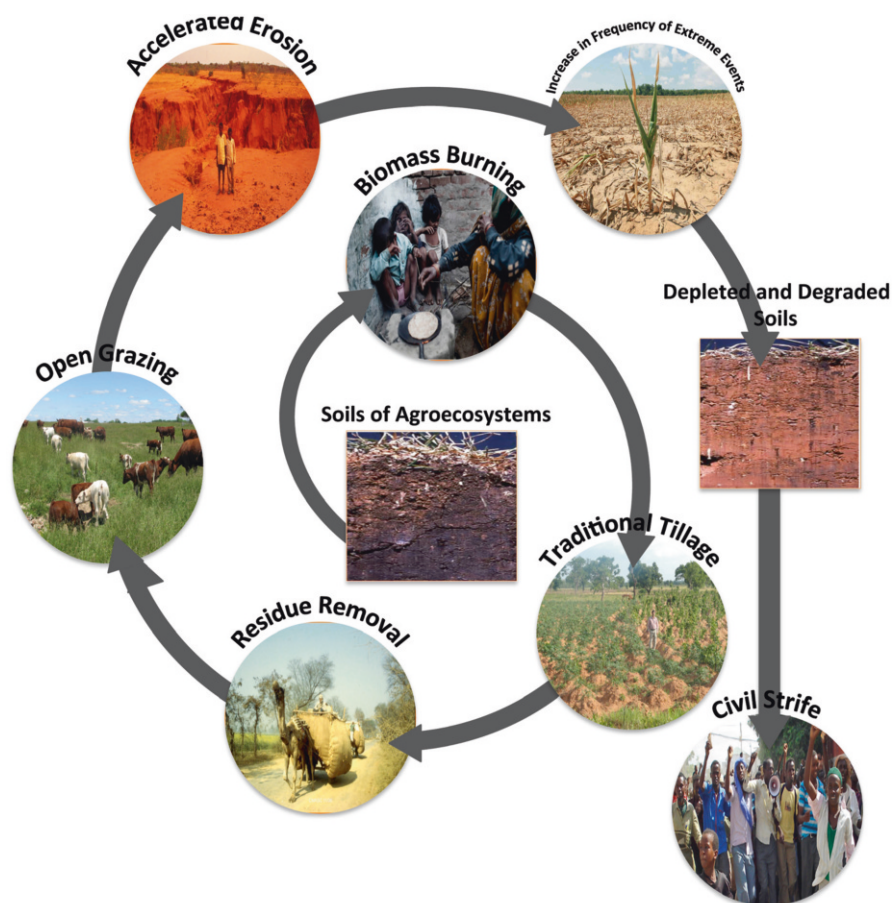 Accelerated Erosion
Increase in Frequency of Extreme Events
Biomass Burning
Depleted and Degraded
Soils
Open Grazing
Soils of Agroecosystems
Traditional Tillage
Residue Removal
Civil Strife